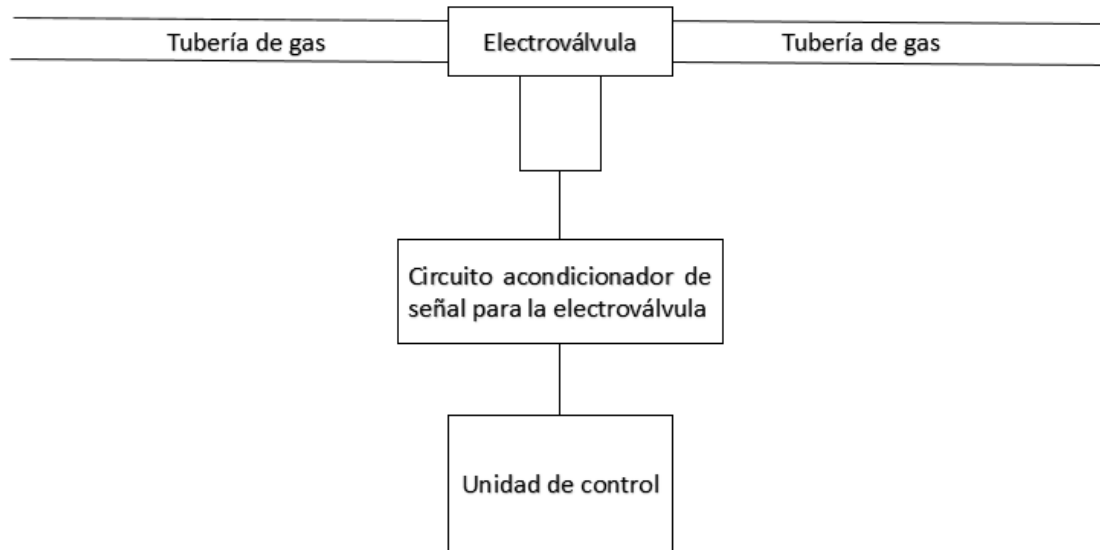 Tubería de gas
Electroválvula
Tubería de gas
Circuito acondicionador de
señal para la electroválvula
Unidad de control